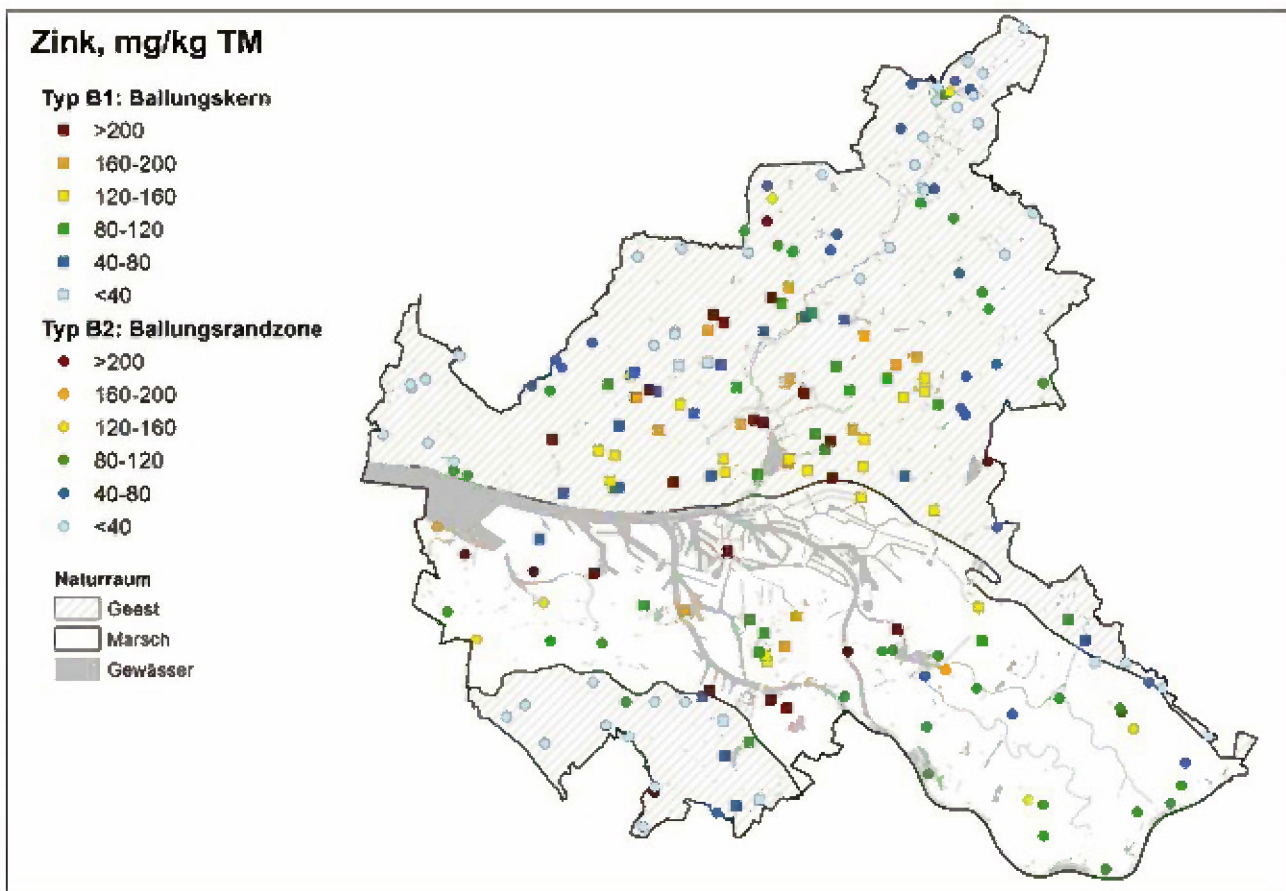 Zink, mg/kg TM
Typ B1: Ballungskern
>200
160-200
120-160
80-120
40-80
<40
Typ B2: Ballungsrandzone
>200
160-200
120-160
80-120
40-80
<40
Naturraum
Geest
Marsch
Gewässer